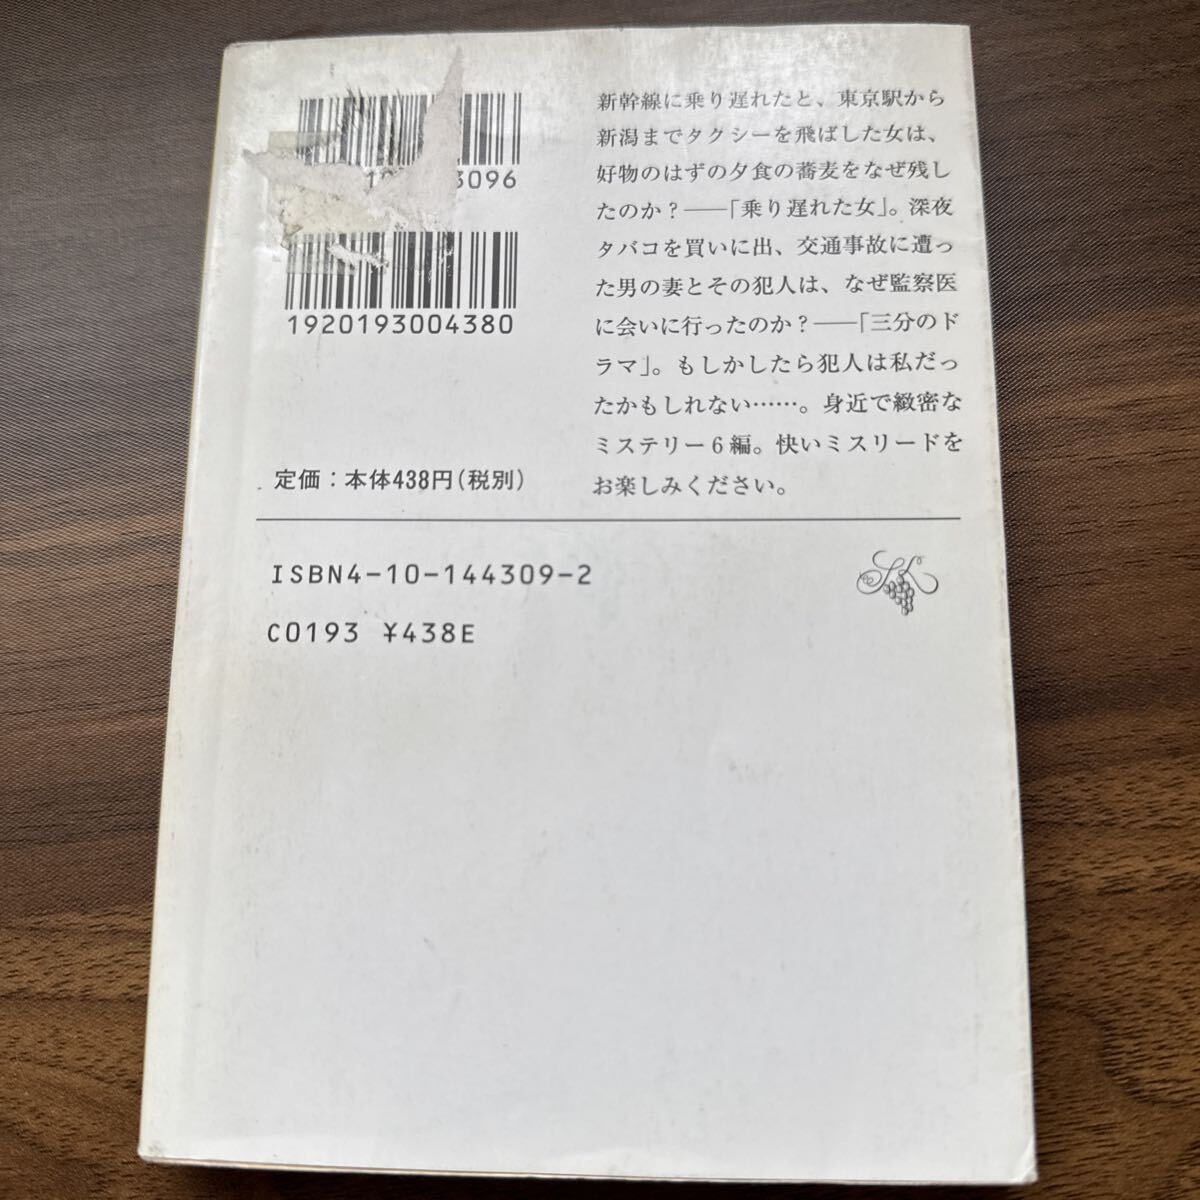 3096
1920193004380
定価：本体438円（税別）
新幹線に乗り遅れたと、東京駅から
新潟までタクシーを飛ばした女は、
好物のはずの夕食の蕎麦をなぜ残し
たのか？――「乗り遅れた女」。深夜
タバコを買いに出、交通事故に遭っ
た男の妻とその犯人は、なぜ監察医
に会いに行ったのか？――「三分のド
ラマ」。もしかしたら犯人は私だっ
たかもしれない……。身近で緻密な
ミステリー６編。快いミスリードを
お楽しみください。
ISBN4-10-144309-2
C0193 ¥438E